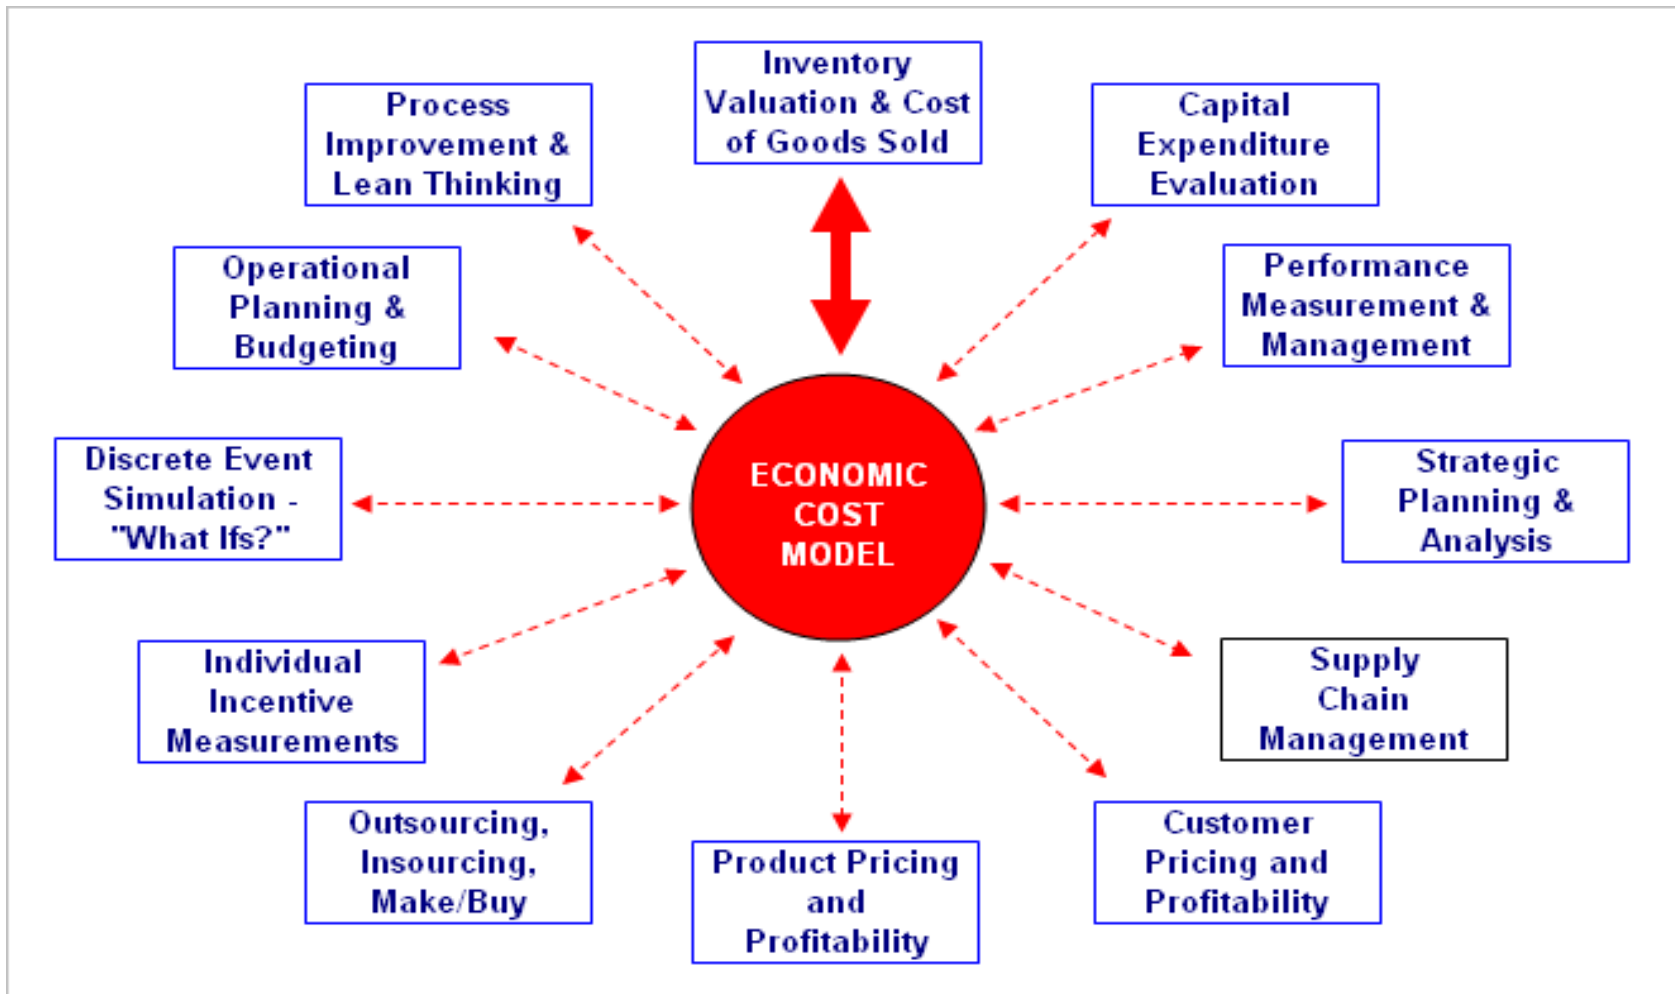 Inventory
Valuation & Cost
of Goods Sold
Process
Improvement &
Lean Thinking
Capital
Expenditure
Evaluation
Operational
Planning &
Budgeting
Performance
Measurement &
Management
Discrete Event
Simulation -
"What Ifs?"
ECONOMIC
COST
MODEL
Strategic
Planning &
Analysis
Individual
Incentive
Measurements
Supply
Chain
Management
Outsourcing,
Insourcing,
Make/Buy
Product Pricing
and
Profitability
Customer
Pricing and
Profitability